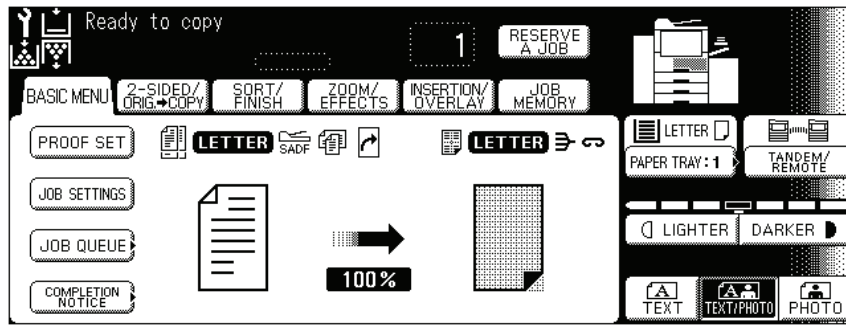 Ready to copy
1
RESERVE
A JOB
BASIC MENU
2-SIDED/
ORIG.➡COPY
SORT/
FINISH
ZOOM/
EFFECTS
INSERTION/
OVERLAY
JOB
MEMORY
PROOF SET
LETTER
SADF
LETTER
LETTER
PAPER TRAY:1
TANDEM/
REMOTE
JOB SETTINGS
JOB QUEUE
LIGHTER
DARKER
100%
COMPLETION
NOTICE
A
TEXT
A
TEXT/PHOTO
PHOTO